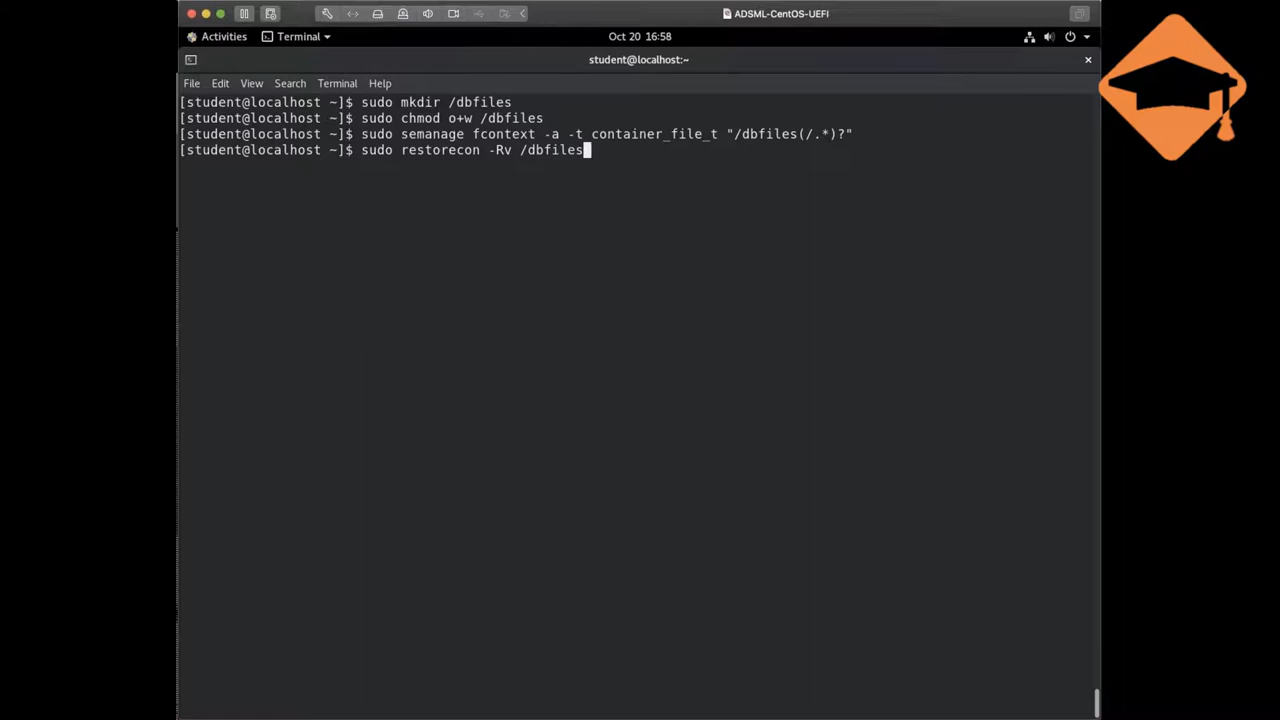 ADSML-CentOS-UEFI
Activities Terminal Oct 20 16:58
student@localhost:~
File Edit View Search Terminal Help
[student@localhost ~]$ sudo mkdir /dbfiles
[student@localhost ~]$ sudo chmod o+w /dbfiles
[student@localhost ~]$ sudo semanage fcontext -a -t container_file_t "/dbfiles(/.*)?"
[student@localhost ~]$ sudo restorecon -Rv /dbfiles